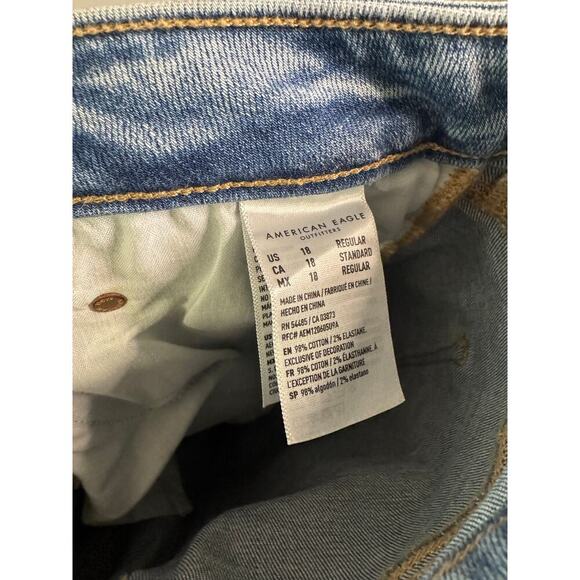 AMERICAN EAGLE
OUTFITTERS
US 18 REGULAR
CA 18 STANDARD
MX 18 REGULAR
MADE IN CHINA / FABRIQUÉ EN CHINE /
HECHO EN CHINA
RN 54485 / CA 03873
RFC# AEM1206050U9A
EN 98% COTTON / 2% ELASTANE.
EXCLUSIVE OF DECORATION
FR 98% COTON / 2% ÉLASTHANNE. À
L'EXCEPTION DE LA GARNITURE
SP 98% algodón / 2% elastano